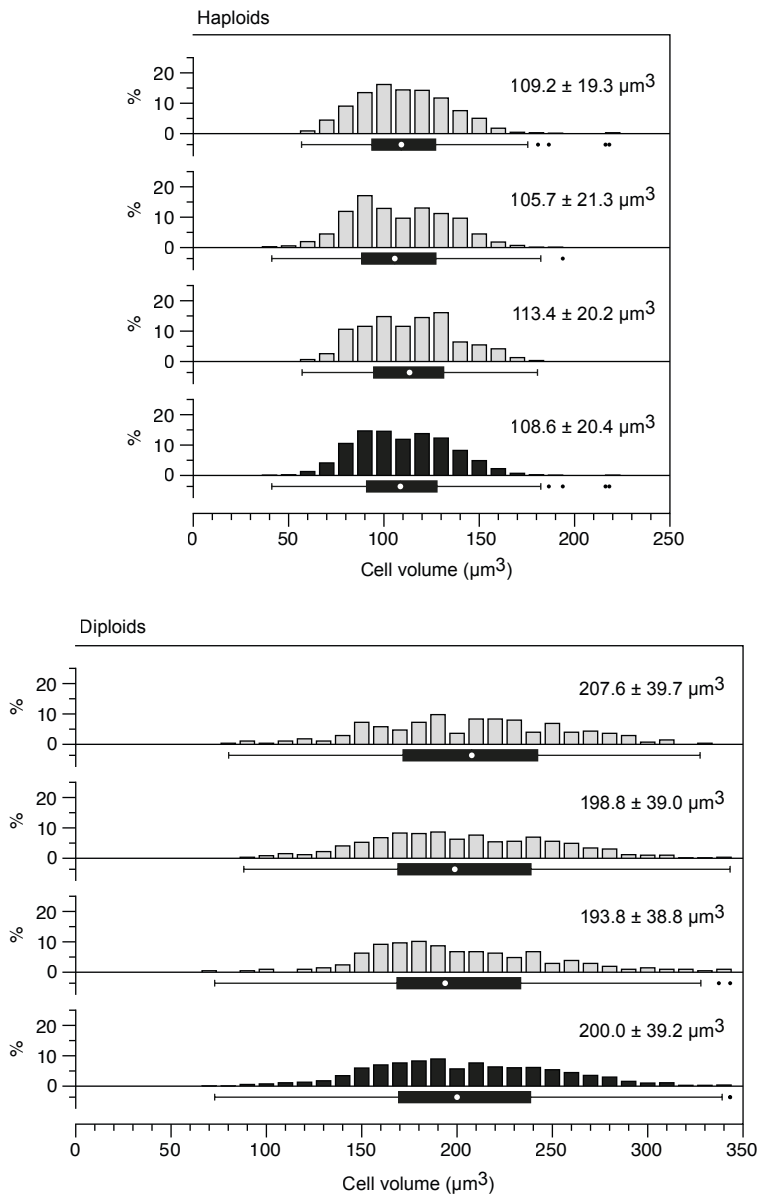 Haploids
%
20
10
0
109.2 ± 19.3 µm3
%
20
10
0
105.7 ± 21.3 µm3
%
20
10
0
113.4 ± 20.2 µm3
%
20
10
0
108.6 ± 20.4 µm3
0 50 100 150 200 250
Cell volume (µm3)
Diploids
%
20
10
0
207.6 ± 39.7 µm3
%
20
10
0
198.8 ± 39.0 µm3
%
20
10
0
193.8 ± 38.8 µm3
%
20
10
0
200.0 ± 39.2 µm3
0 50 100 150 200 250 300 350
Cell volume (µm3)